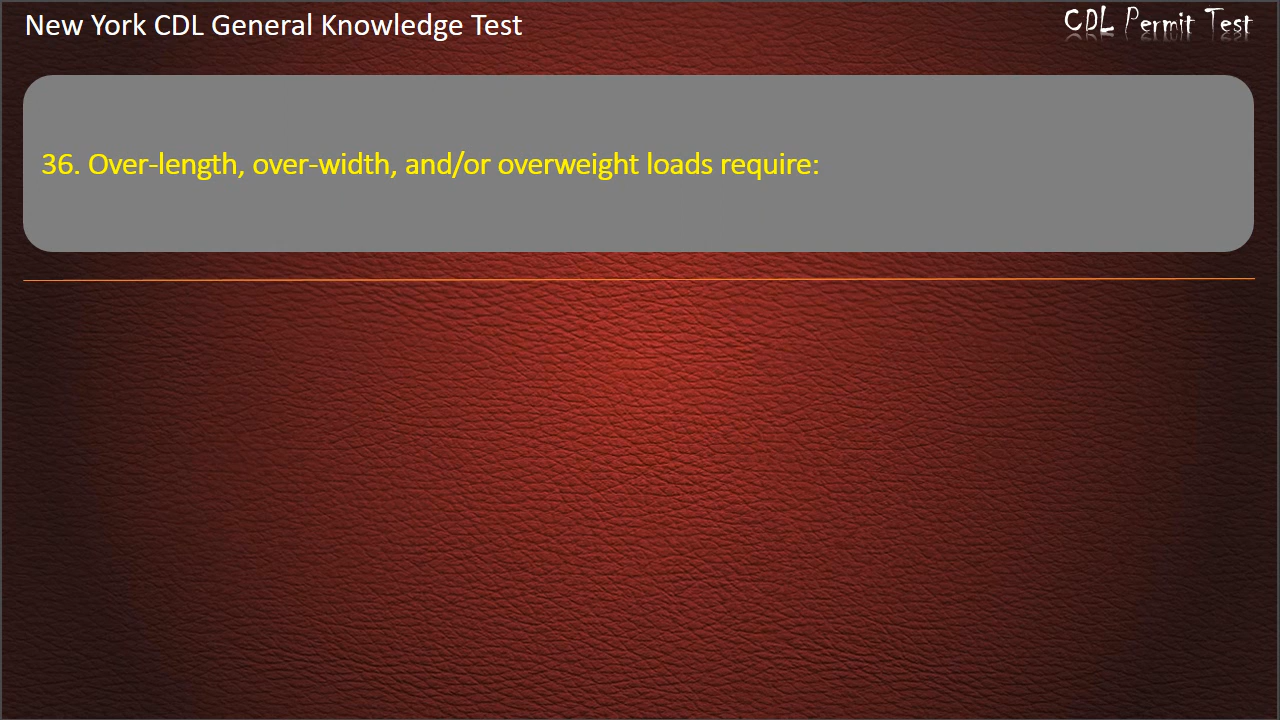 New York CDL General Knowledge Test
CDL Permit Test
36. Over-length, over-width, and/or overweight loads require: